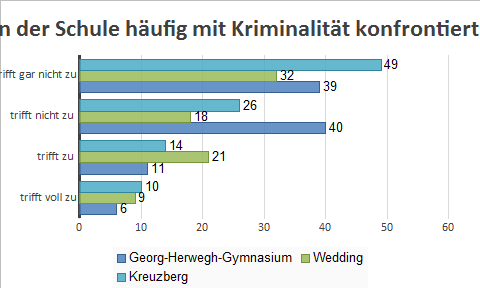 n der Schule häufig mit Kriminalität konfrontiert
rifft gar nicht zu
49
32
39
trifft nicht zu
26
18
40
trifft zu
14
21
11
trifft voll zu
10
9
6
0 10 20 30 40 50 60
Georg-Herwegh-Gymnasium Wedding
Kreuzberg